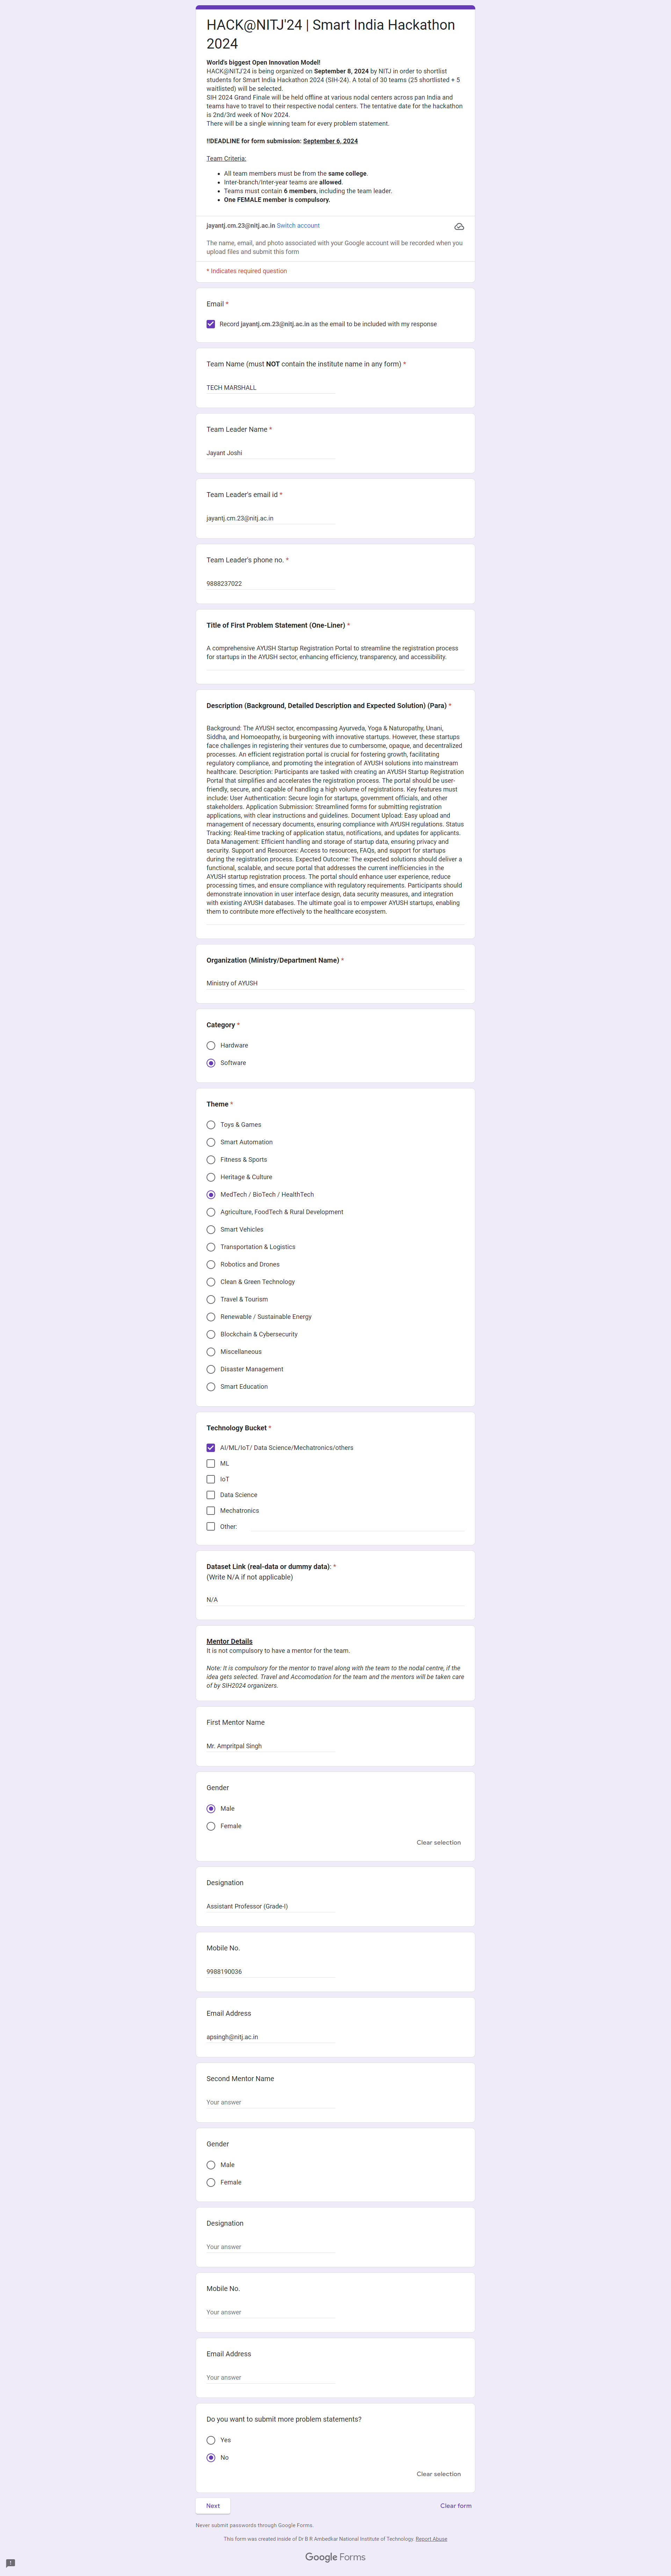 HACK@NITJ'24 | Smart India Hackathon
2024
World's biggest Open Innovation Model!
HACK@NITJ'24 is being organized on September 8, 2024 by NITJ in order to shortlist
students for Smart India Hackathon 2024 (SIH-24). A total of 30 teams (25 shortlisted + 5
waitlisted) will be selected.
SIH 2024 Grand Finale will be held offline at various nodal centers across pan India and
teams have to travel to their respective nodal centers. The tentative date for the hackathon
is 2nd/3rd week of Nov 2024.
There will be a single winning team for every problem statement.
!!DEADLINE for form submission: September 6, 2024
Team Criteria:
• All team members must be from the same college.
• Inter-branch/Inter-year teams are allowed.
• Teams must contain 6 members, including the team leader.
• One FEMALE member is compulsory.
jayantj.cm.23@nitj.ac.in Switch account
The name, email, and photo associated with your Google account will be recorded when you
upload files and submit this form
* Indicates required question
Email *
Record jayantj.cm.23@nitj.ac.in as the email to be included with my response
Team Name (must NOT contain the institute name in any form) *
TECH MARSHALL
Team Leader Name *
Jayant Joshi
Team Leader's email id *
jayantj.cm.23@nitj.ac.in
Team Leader's phone no. *
9888237022
Title of First Problem Statement (One-Liner) *
A comprehensive AYUSH Startup Registration Portal to streamline the registration process
for startups in the AYUSH sector, enhancing efficiency, transparency, and accessibility.
Description (Background, Detailed Description and Expected Solution) (Para) *
Background: The AYUSH sector, encompassing Ayurveda, Yoga & Naturopathy, Unani,
Siddha, and Homoeopathy, is burgeoning with innovative startups. However, these startups
face challenges in registering their ventures due to cumbersome, opaque, and decentralized
processes. An efficient registration portal is crucial for fostering growth, facilitating
regulatory compliance, and promoting the integration of AYUSH solutions into mainstream
healthcare. Description: Participants are tasked with creating an AYUSH Startup Registration
Portal that simplifies and accelerates the registration process. The portal should be user-
friendly, secure, and capable of handling a high volume of registrations. Key features must
include: User Authentication: Secure login for startups, government officials, and other
stakeholders. Application Submission: Streamlined forms for submitting registration
applications, with clear instructions and guidelines. Document Upload: Easy upload and
management of necessary documents, ensuring compliance with AYUSH regulations. Status
Tracking: Real-time tracking of application status, notifications, and updates for applicants.
Data Management: Efficient handling and storage of startup data, ensuring privacy and
security. Support and Resources: Access to resources, FAQs, and support for startups
during the registration process. Expected Outcome: The expected solutions should deliver a
functional, scalable, and secure portal that addresses the current inefficiencies in the
AYUSH startup registration process. The portal should enhance user experience, reduce
processing times, and ensure compliance with regulatory requirements. Participants should
demonstrate innovation in user interface design, data security measures, and integration
with existing AYUSH databases. The ultimate goal is to empower AYUSH startups, enabling
them to contribute more effectively to the healthcare ecosystem.
Organization (Ministry/Department Name) *
Ministry of AYUSH
Category *
Hardware
Software
Theme *
Toys & Games
Smart Automation
Fitness & Sports
Heritage & Culture
MedTech / BioTech / HealthTech
Agriculture, FoodTech & Rural Development
Smart Vehicles
Transportation & Logistics
Robotics and Drones
Clean & Green Technology
Travel & Tourism
Renewable / Sustainable Energy
Blockchain & Cybersecurity
Miscellaneous
Disaster Management
Smart Education
Technology Bucket *
AI/ML/IoT/ Data Science/Mechatronics/others
ML
IoT
Data Science
Mechatronics
Other:
Dataset Link (real-data or dummy data): *
(Write N/A if not applicable)
N/A
Mentor Details
It is not compulsory to have a mentor for the team.
Note: It is compulsory for the mentor to travel along with the team to the nodal centre, if the
idea gets selected. Travel and Accomodation for the team and the mentors will be taken care
of by SIH2024 organizers.
First Mentor Name
Mr. Ampritpal Singh
Gender
Male
Female
Clear selection
Designation
Assistant Professor (Grade-I)
Mobile No.
9988190036
Email Address
apsingh@nitj.ac.in
Second Mentor Name
Your answer
Gender
Male
Female
Designation
Your answer
Mobile No.
Your answer
Email Address
Your answer
Do you want to submit more problem statements?
Yes
No
Clear selection
Next
Clear form
Never submit passwords through Google Forms.
This form was created inside of Dr B R Ambedkar National Institute of Technology. Report Abuse
Google Forms